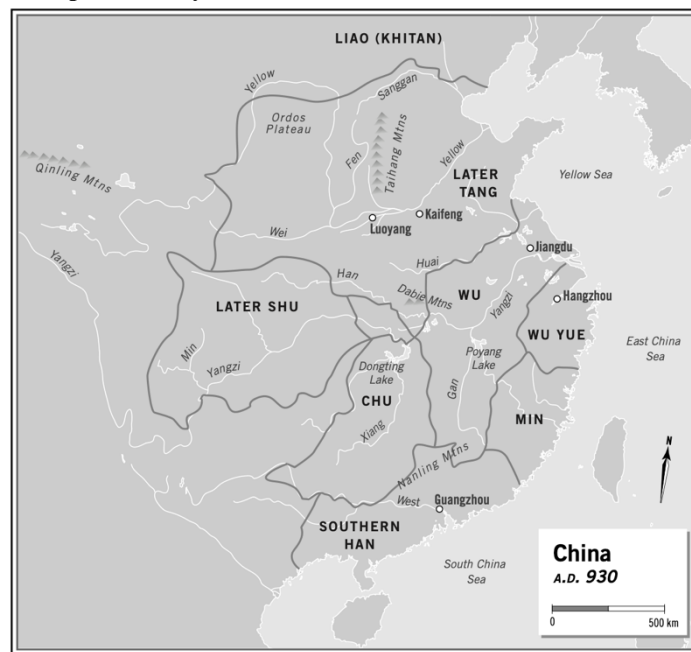 LIAO (KHITAN)
Yellow
Sanggan
Ordos
Plateau
Fen
Taihang Mtns
Yellow
Qinling Mtns
LATER
TANG
Yellow Sea
Kaifeng
Luoyang
Wei
Jiangdu
Yangzi
Huai
Han
Dabie Mtns
WU
Yangzi
Hangzhou
LATER SHU
WU YUE
East China
Sea
Min
Yangzi
Poyang
Lake
Dongting
Lake
Gan
CHU
MIN
Xiang
Nanling Mtns
N
West
Guangzhou
SOUTHERN
HAN
South China
Sea
China
A.D. 930
0
500 km